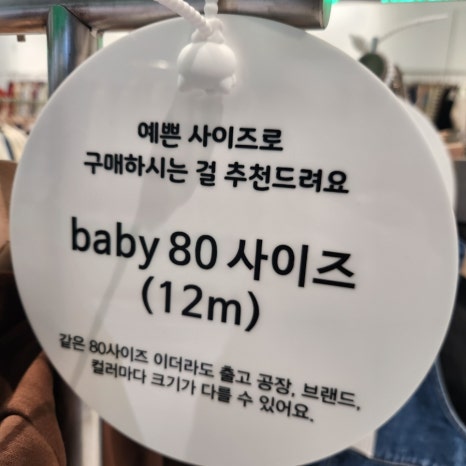 예쁜 사이즈로
구매하시는 걸 추천드려요
baby 80 사이즈
(12m)
같은 80사이즈 이더라도 출고 공장, 브랜드,
컬러마다 크기가 다를 수 있어요.